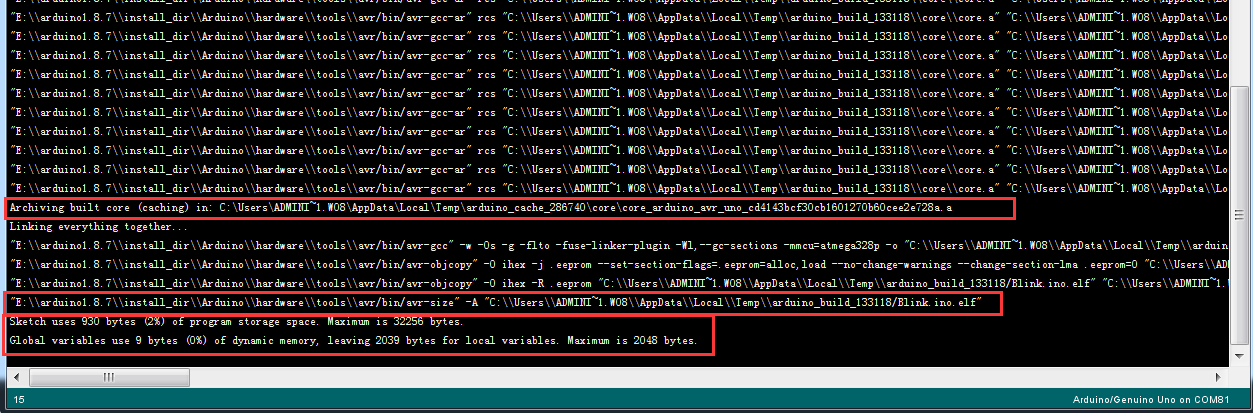 "E:\\arduino1.8.7\\install_dir\\Arduino\\hardware\\tools\\avr/bin/avr-gcc-ar" rcs "C:\\Users\\ADMINI~1.W08\\AppData\\Local\\Temp\\arduino_build_133118\\core\\core.a" "C:\\Users\\ADMINI~1.W08\\AppData\\Lo
"E:\\arduino1.8.7\\install_dir\\Arduino\\hardware\\tools\\avr/bin/avr-gcc-ar" rcs "C:\\Users\\ADMINI~1.W08\\AppData\\Local\\Temp\\arduino_build_133118\\core\\core.a" "C:\\Users\\ADMINI~1.W08\\AppData\\Lo
"E:\\arduino1.8.7\\install_dir\\Arduino\\hardware\\tools\\avr/bin/avr-gcc-ar" rcs "C:\\Users\\ADMINI~1.W08\\AppData\\Local\\Temp\\arduino_build_133118\\core\\core.a" "C:\\Users\\ADMINI~1.W08\\AppData\\Lo
"E:\\arduino1.8.7\\install_dir\\Arduino\\hardware\\tools\\avr/bin/avr-gcc-ar" rcs "C:\\Users\\ADMINI~1.W08\\AppData\\Local\\Temp\\arduino_build_133118\\core\\core.a" "C:\\Users\\ADMINI~1.W08\\AppData\\Lo
"E:\\arduino1.8.7\\install_dir\\Arduino\\hardware\\tools\\avr/bin/avr-gcc-ar" rcs "C:\\Users\\ADMINI~1.W08\\AppData\\Local\\Temp\\arduino_build_133118\\core\\core.a" "C:\\Users\\ADMINI~1.W08\\AppData\\Lo
"E:\\arduino1.8.7\\install_dir\\Arduino\\hardware\\tools\\avr/bin/avr-gcc-ar" rcs "C:\\Users\\ADMINI~1.W08\\AppData\\Local\\Temp\\arduino_build_133118\\core\\core.a" "C:\\Users\\ADMINI~1.W08\\AppData\\Lo
"E:\\arduino1.8.7\\install_dir\\Arduino\\hardware\\tools\\avr/bin/avr-gcc-ar" rcs "C:\\Users\\ADMINI~1.W08\\AppData\\Local\\Temp\\arduino_build_133118\\core\\core.a" "C:\\Users\\ADMINI~1.W08\\AppData\\Lo
"E:\\arduino1.8.7\\install_dir\\Arduino\\hardware\\tools\\avr/bin/avr-gcc-ar" rcs "C:\\Users\\ADMINI~1.W08\\AppData\\Local\\Temp\\arduino_build_133118\\core\\core.a" "C:\\Users\\ADMINI~1.W08\\AppData\\Lo
"E:\\arduino1.8.7\\install_dir\\Arduino\\hardware\\tools\\avr/bin/avr-gcc-ar" rcs "C:\\Users\\ADMINI~1.W08\\AppData\\Local\\Temp\\arduino_build_133118\\core\\core.a" "C:\\Users\\ADMINI~1.W08\\AppData\\Lo
"E:\\arduino1.8.7\\install_dir\\Arduino\\hardware\\tools\\avr/bin/avr-gcc-ar" rcs "C:\\Users\\ADMINI~1.W08\\AppData\\Local\\Temp\\arduino_build_133118\\core\\core.a" "C:\\Users\\ADMINI~1.W08\\AppData\\Lo
Archiving built core (caching) in: C:\Users\ADMINI~1.W08\AppData\Local\Temp\arduino_cache_286740\core\core_arduino_avr_uno_cd4143bcf30cb1601270b60cee2e728a.a
Linking everything together...
"E:\\arduino1.8.7\\install_dir\\Arduino\\hardware\\tools\\avr/bin/avr-gcc" -w -Os -g -flto -fuse-linker-plugin -Wl,--gc-sections -mmcu=atmega328p -o "C:\\Users\\ADMINI~1.W08\\AppData\\Local\\Temp\\arduin
"E:\\arduino1.8.7\\install_dir\\Arduino\\hardware\\tools\\avr/bin/avr-objcopy" -O ihex -j .eeprom --set-section-flags=.eeprom=alloc,load --no-change-warnings --change-section-lma .eeprom=0 "C:\\Users\\A
"E:\\arduino1.8.7\\install_dir\\Arduino\\hardware\\tools\\avr/bin/avr-objcopy" -O ihex -R .eeprom "C:\\Users\\ADMINI~1.W08\\AppData\\Local\\Temp\\arduino_build_133118/Blink.ino.elf" "C:\\Users\\ADMINI~1.W
"E:\\arduino1.8.7\\install_dir\\Arduino\\hardware\\tools\\avr/bin/avr-size" -A "C:\\Users\\ADMINI~1.W08\\AppData\\Local\\Temp\\arduino_build_133118/Blink.ino.elf"
Sketch uses 930 bytes (2%) of program storage space. Maximum is 32256 bytes.
Global variables use 9 bytes (0%) of dynamic memory, leaving 2039 bytes for local variables. Maximum is 2048 bytes.
15 Arduino/Genuino Uno on COM81